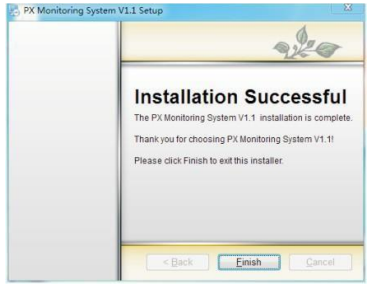 PX Monitoring System V1.1 Setup
Installation Successful
The PX Monitoring System V1.1 installation is complete.
Thank you for choosing PX Monitoring System V1.1!
Please click Finish to exit this installer.
< Back
Finish
Cancel